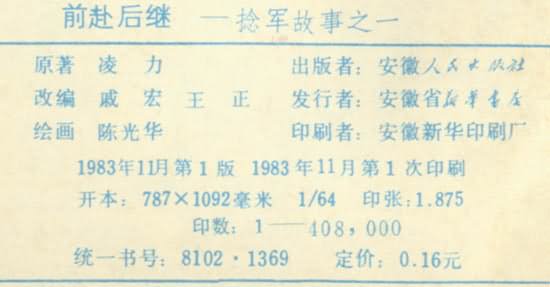 前赴后继 ——捻军故事之一
原著 凌力 出版者：安徽人民出版社
改编 戚宏 王正 发行者：安徽省新华书店
绘画 陈光华 印刷者：安徽新华印刷厂
1983年11月第1版 1983年11月第1次印刷
开本：787×1092毫米 1/64 印张：1.875
印数：1——408，000
统一书号：8102·1369 定价：0.16元